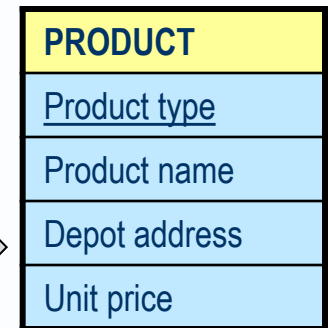 PRODUCT
Product type
Product name
Depot address
Unit price